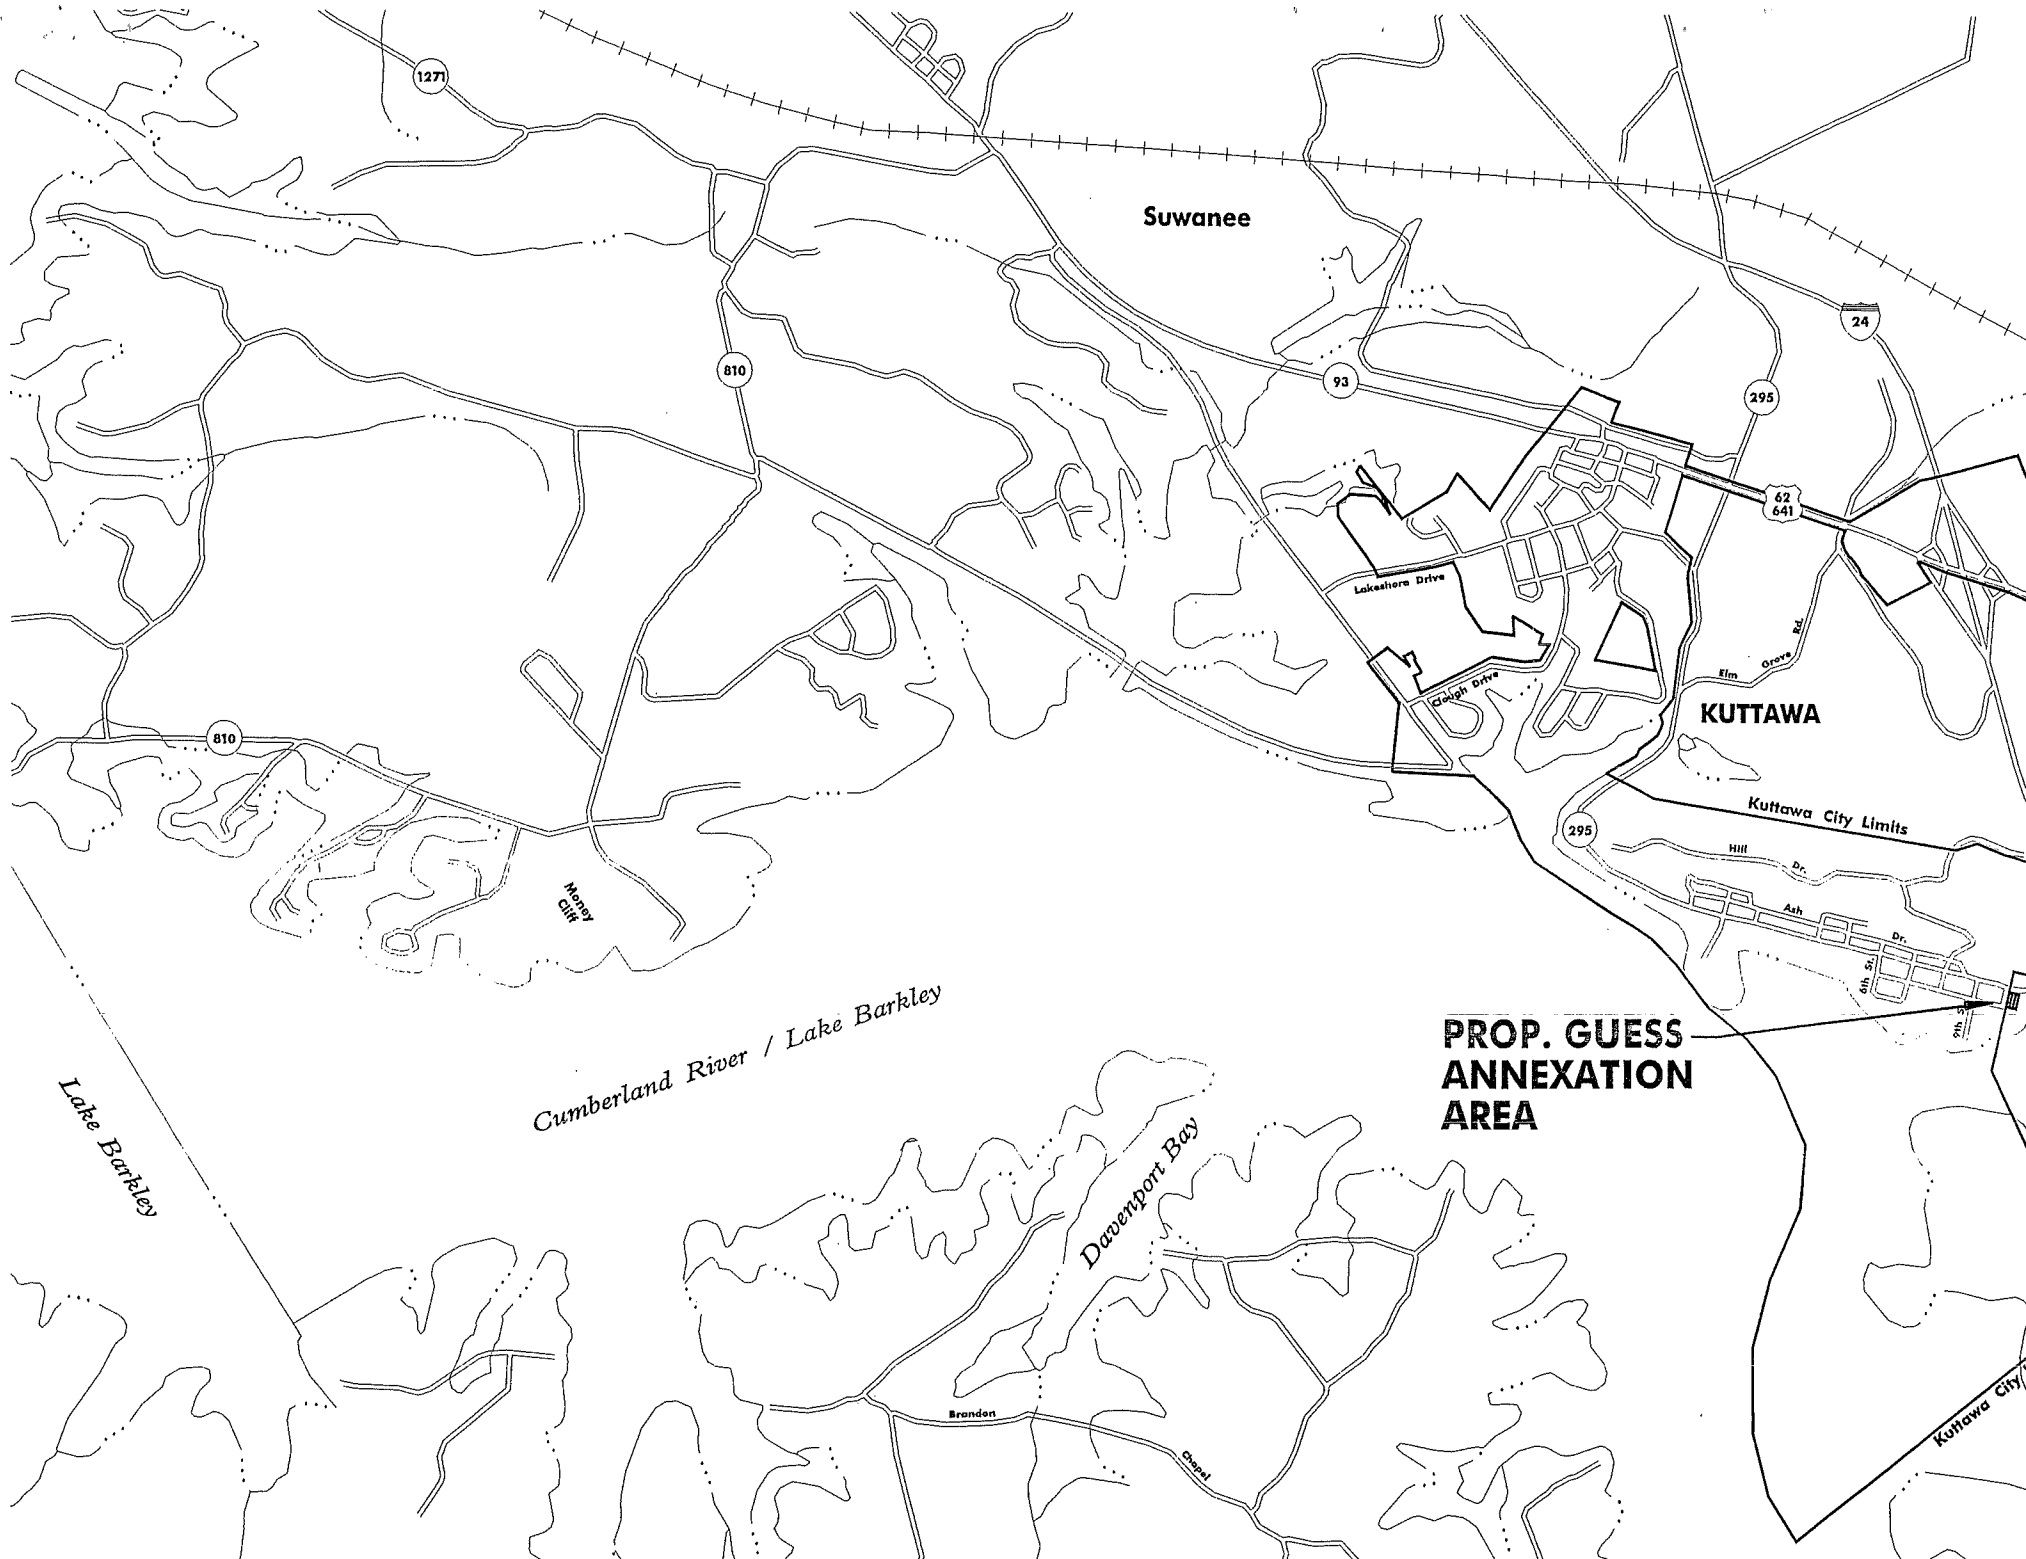 1271
Suwanee
24
810
93
295
62
641
Lakeshore Drive
Rd.
Grove
Elm
Clough Drive
KUTTAWA
810
Kuttawa City Limits
295
Hill
Dr.
Money
Cliff
Ash
Dr.
6th St.
9th S
Cumberland River / Lake Barkley
PROP. GUESS
ANNEXATION
AREA
Lake Barkley
Davenport Bay
Brandon
Chapel
Kuttawa City